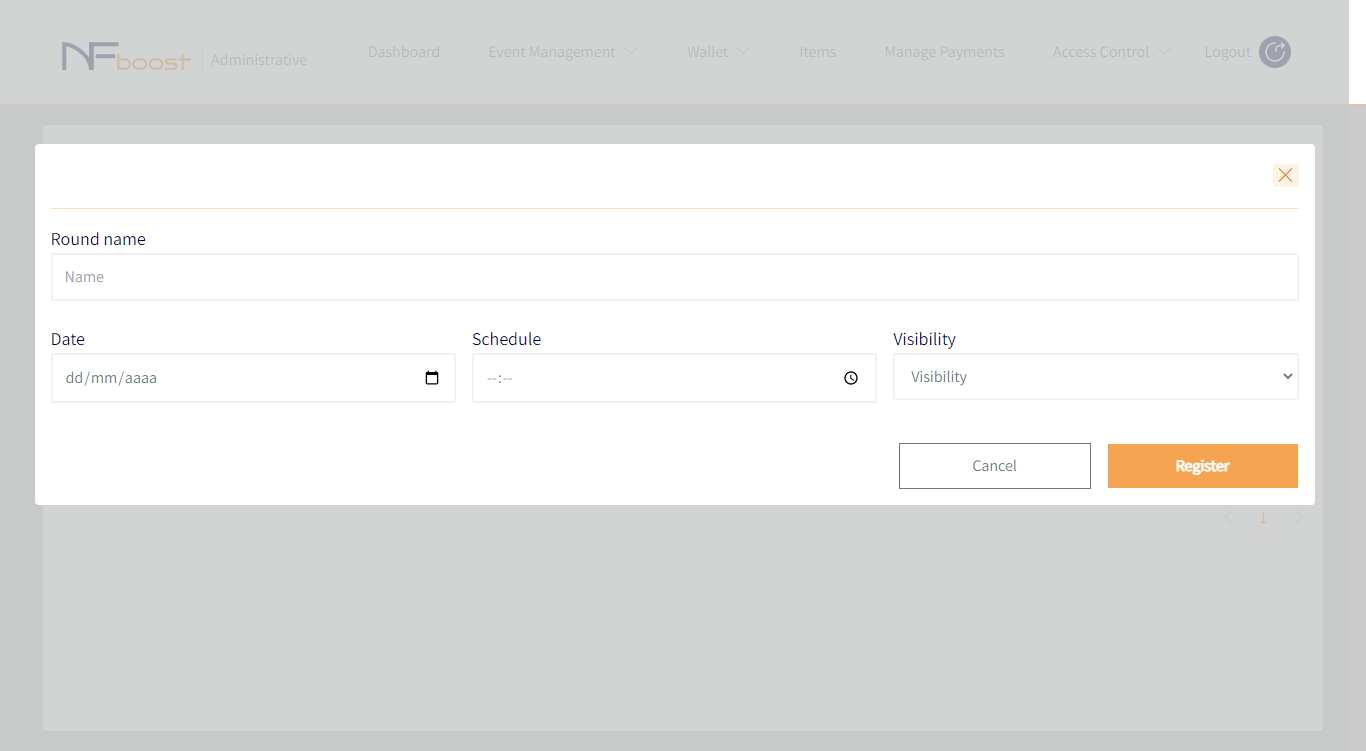 NFboost Administrative Dashboard Event Management Wallet Items Manage Payments Access Control Logout
Round name
Name
Date Schedule Visibility
dd/mm/aaaa --:-- Visibility
Cancel Register
1